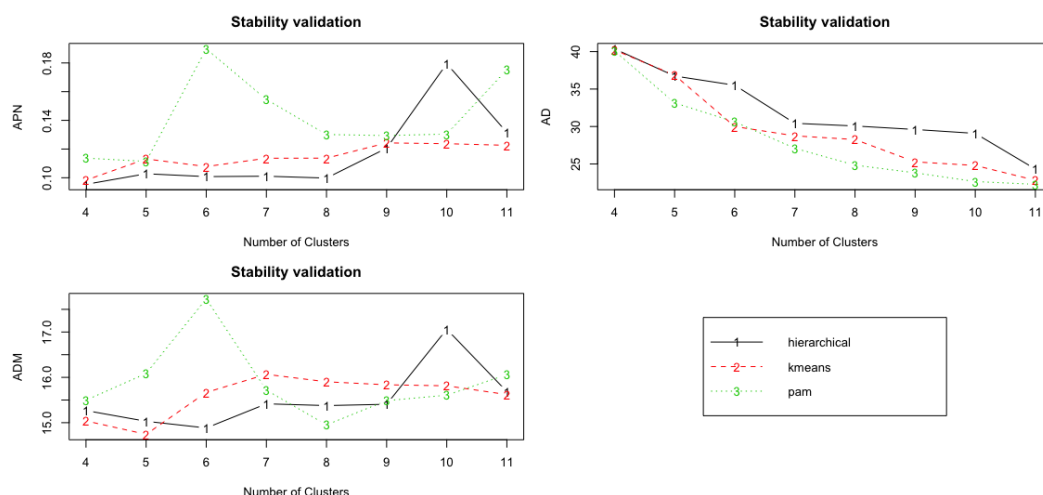 Stability validation
APN
0.18
0.14
0.10
4 5 6 7 8 9 10 11
Number of Clusters
Stability validation
AD
40
35
30
25
4 5 6 7 8 9 10 11
Number of Clusters
Stability validation
ADM
17.0
16.0
15.0
4 5 6 7 8 9 10 11
Number of Clusters
1 hierarchical
2 kmeans
3 pam